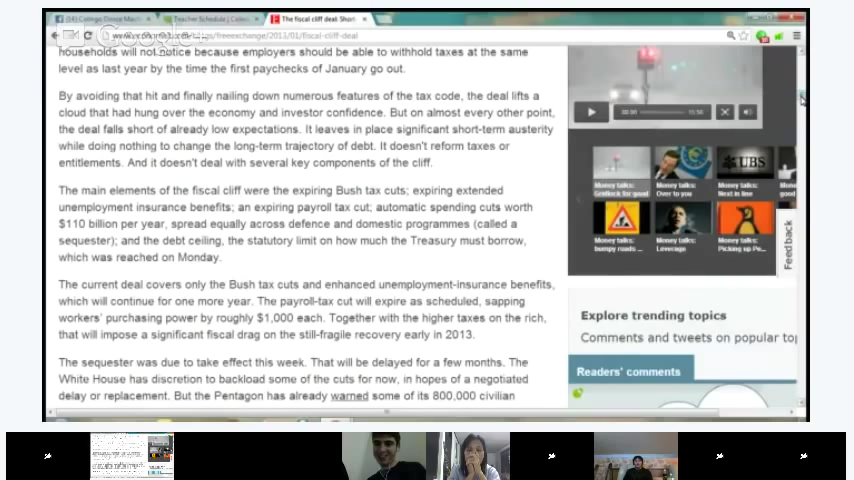 The fiscal cliff deal: Short
Teacher Schedule
households will not notice because employers should be able to withhold taxes at the same
level as last year by the time the first paychecks of January go out.
By avoiding that hit and finally nailing down numerous features of the tax code, the deal lifts a
cloud that had hung over the economy and investor confidence. But on almost every other point,
the deal falls short of already low expectations. It leaves in place significant short-term austerity
while doing nothing to change the long-term trajectory of debt. It doesn't reform taxes or
entitlements. And it doesn't deal with several key components of the cliff.
The main elements of the fiscal cliff were the expiring Bush tax cuts; expiring extended
unemployment insurance benefits; an expiring payroll tax cut; automatic spending cuts worth
$110 billion per year, spread equally across defence and domestic programmes (called a
sequester); and the debt ceiling, the statutory limit on how much the Treasury must borrow,
which was reached on Monday.
The current deal covers only the Bush tax cuts and enhanced unemployment-insurance benefits,
which will continue for one more year. The payroll-tax cut will expire as scheduled, sapping
workers' purchasing power by roughly $1,000 each. Together with the higher taxes on the rich,
that will impose a significant fiscal drag on the still-fragile recovery early in 2013.
The sequester was due to take effect this week. That will be delayed for a few months. The
White House has discretion to backload some of the cuts for now, in hopes of a negotiated
delay or replacement. But the Pentagon has already warned some of its 800,000 civilian
UBS
Money talks:
Gridlock for good
Money talks:
Over to you
Money talks:
Next in line
Money talks:
bumpy roads ...
Money talks:
Leverage
Money talks:
Picking up Pe...
Feedback
Explore trending topics
Comments and tweets on popular top
Readers' comments